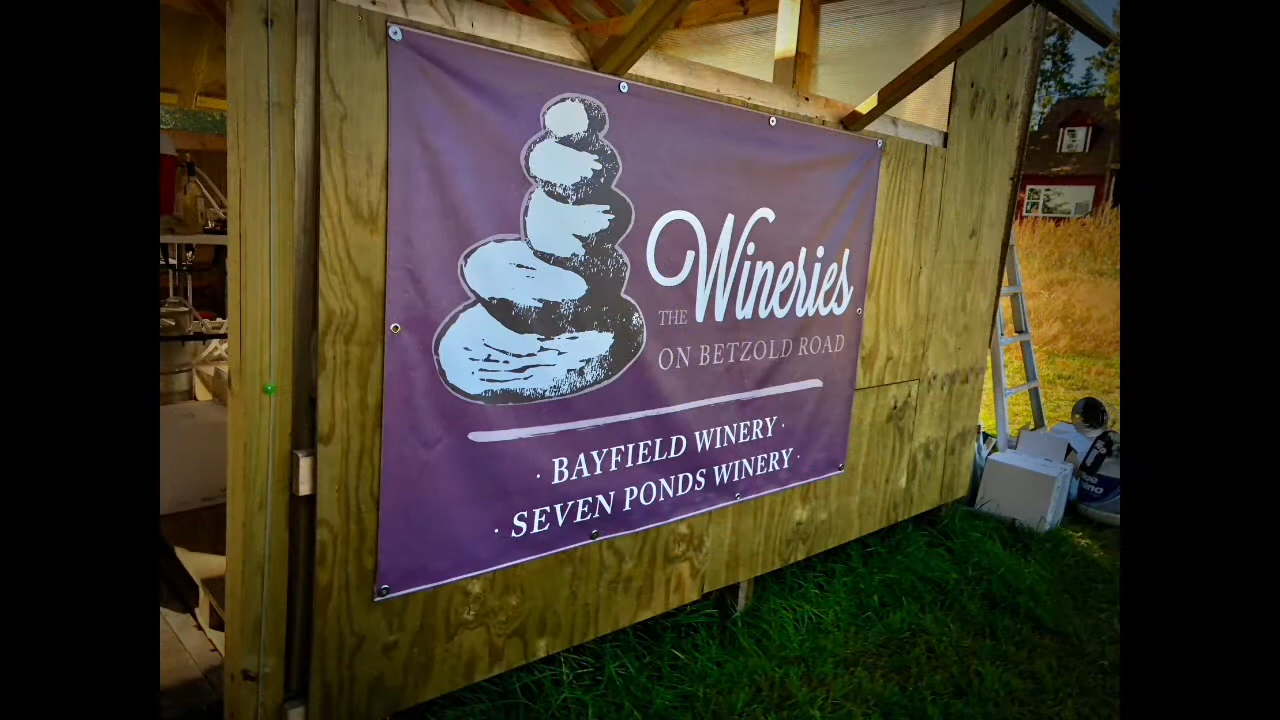 Wineries
THE
ON BETZOLD ROAD
· BAYFIELD WINERY ·
· SEVEN PONDS WINERY ·